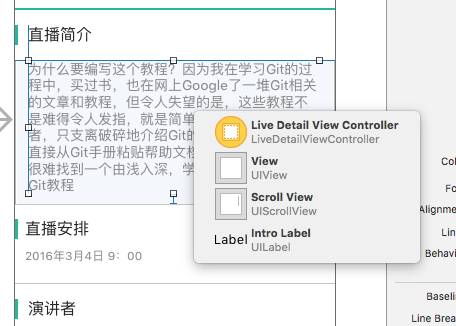 直播简介
为什么要编写这个教程？因为我在学习Git的过
程中，买过书，也在网上Google了一堆Git相关
的文章和教程，但令人失望的是，这些教程不
是难得令人发指，就是简单
者，只支离破碎地介绍Git的
直接从Git手册粘贴帮助文档
很难找到一个由浅入深，学
Git教程
Live Detail View Controller
LiveDetailViewController
View
UIView
Scroll View
UIScrollView
Label
Intro Label
UILabel
直播安排
2016年3月4日 9：00
演讲者
Alignme
Lin
Behavi
Baselin
Line Brea